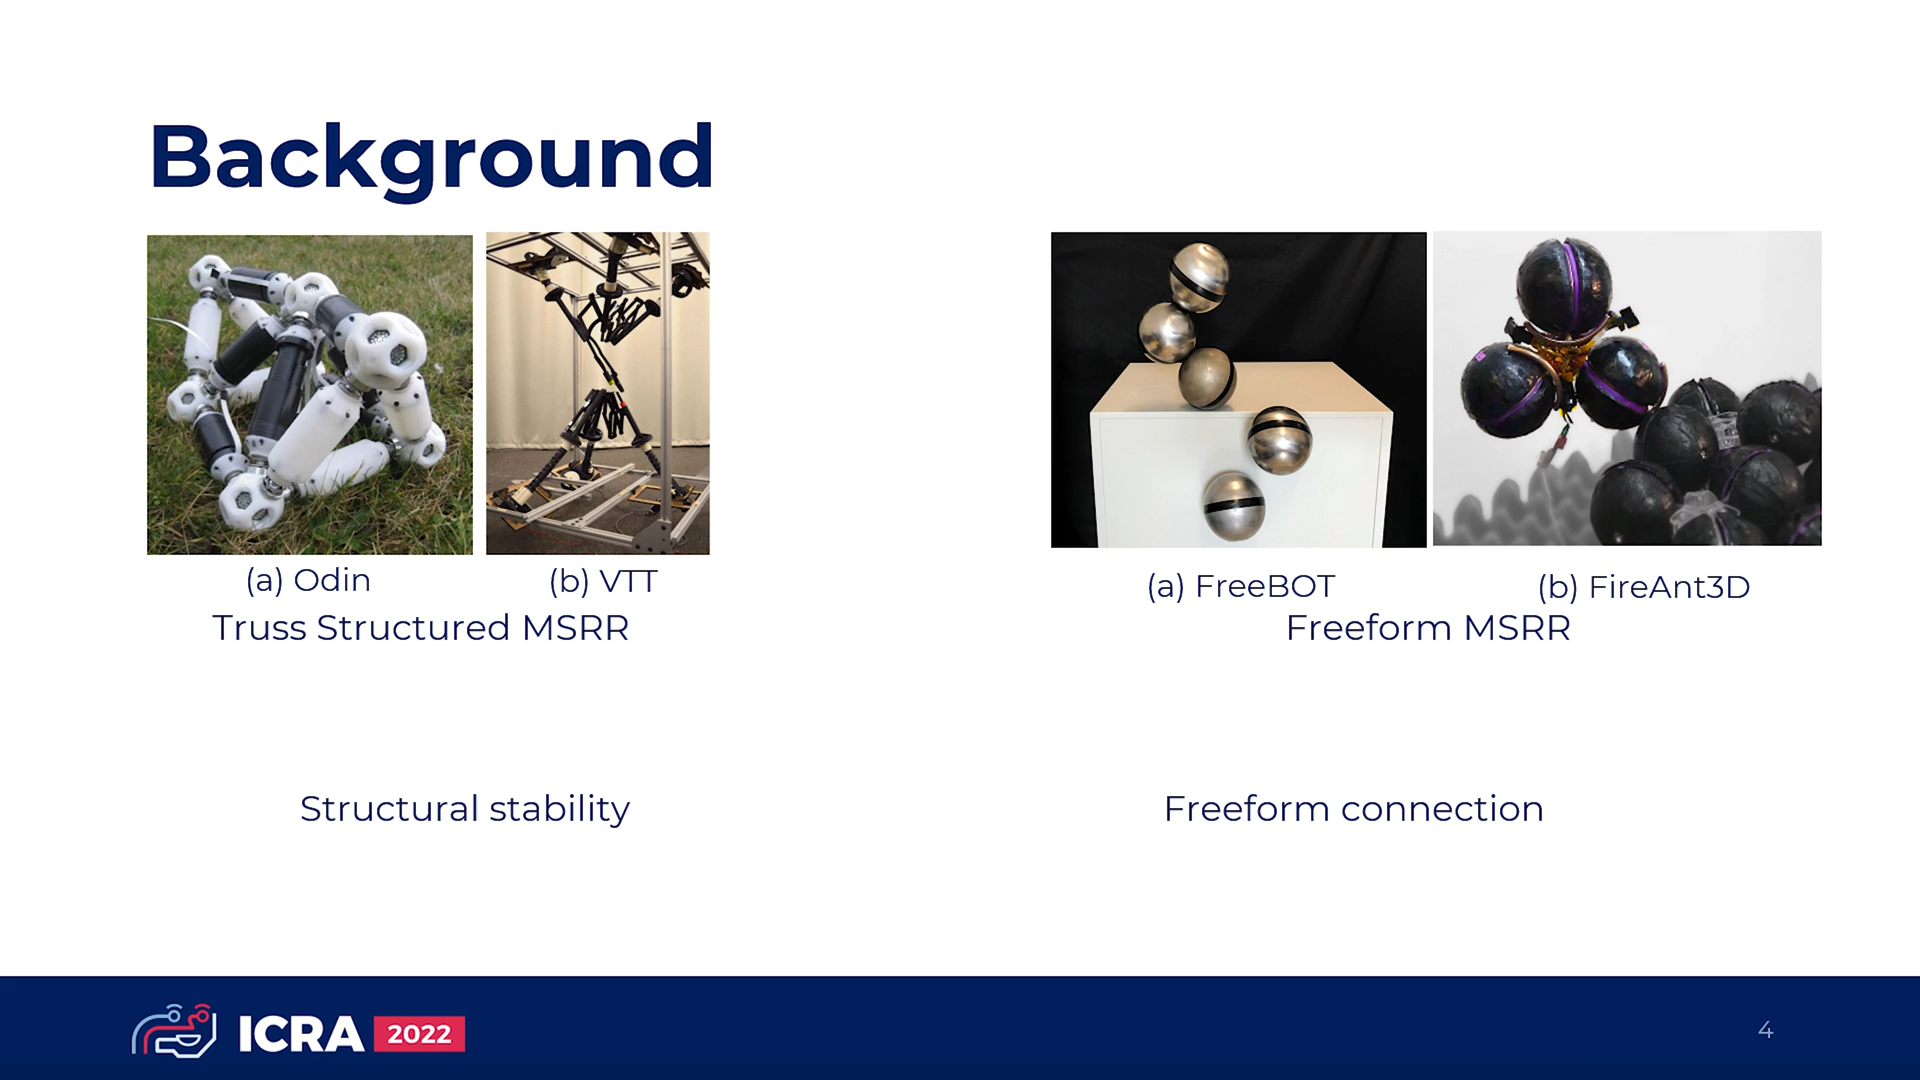 Background
(a) Odin
(b) VTT
Truss Structured MSRR
(a) FreeBOT
(b) FireAnt3D
Freeform MSRR
Structural stability
Freeform connection
ICRA 2022
4